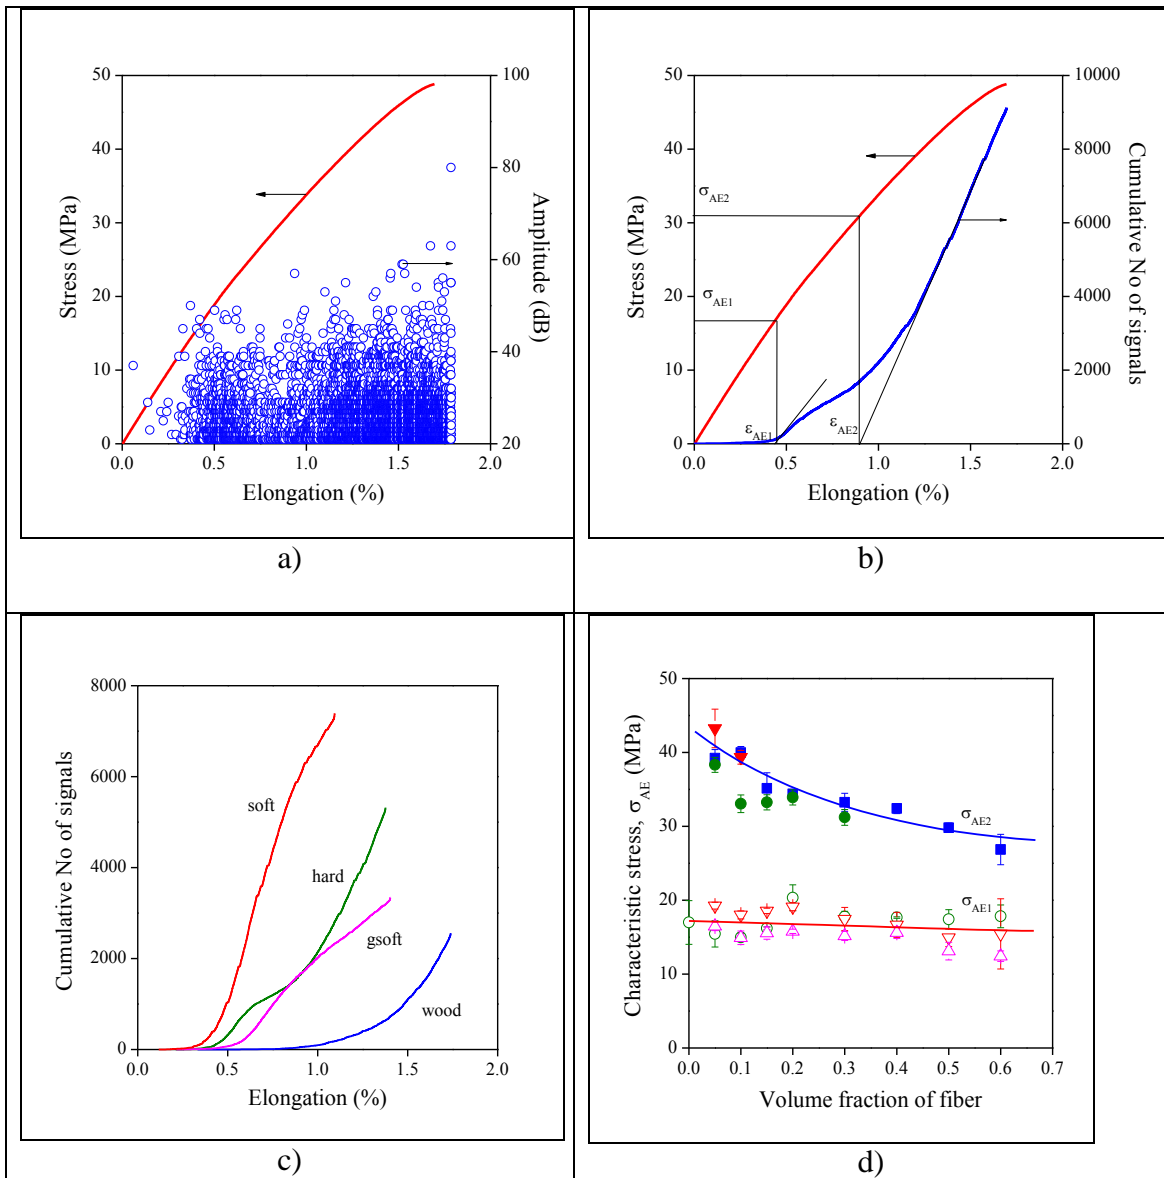 100
80
60
40
20
50
40
30
20
10
0
Stress (MPa)
Amplitude (dB)
0.0 0.5 1.0 1.5 2.0
Elongation (%)
a)
50
40
30
20
10
0
Stress (MPa)
10000
8000
6000
4000
2000
0
Cumulative No of signals
σAE2
σAE1
εAE1
εAE2
0.0 0.5 1.0 1.5 2.0
Elongation (%)
b)
8000
6000
4000
2000
0
Cumulative No of signals
soft
hard
gsoft
wood
0.0 0.5 1.0 1.5 2.0
Elongation (%)
c)
50
40
30
20
10
0
Characteristic stress, σAE (MPa)
σAE2
σAE1
0.0 0.1 0.2 0.3 0.4 0.5 0.6 0.7
Volume fraction of fiber
d)